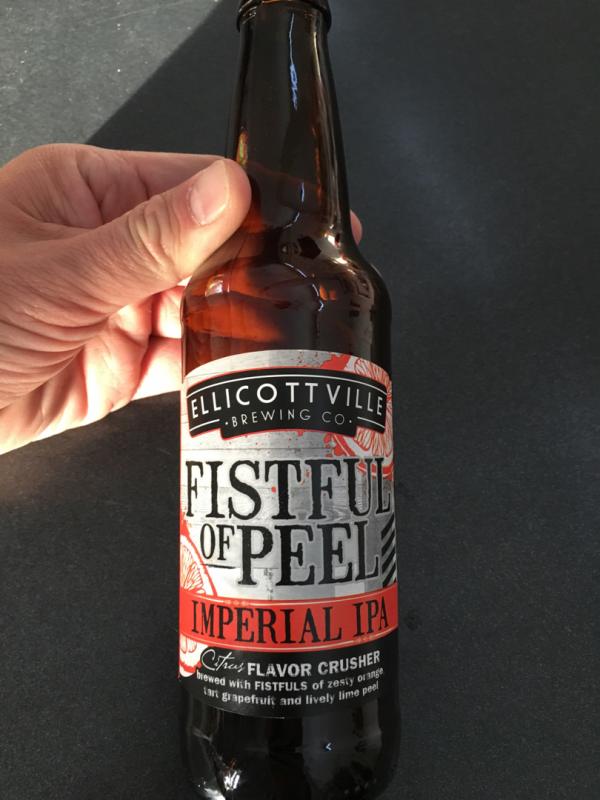 ELLICOTTVILLE
·BREWING CO·
FISTFUL
OF PEEL
IMPERIAL IPA
Citrus FLAVOR CRUSHER
brewed with FISTFULS of zesty orange,
tart grapefruit and lively lime peel